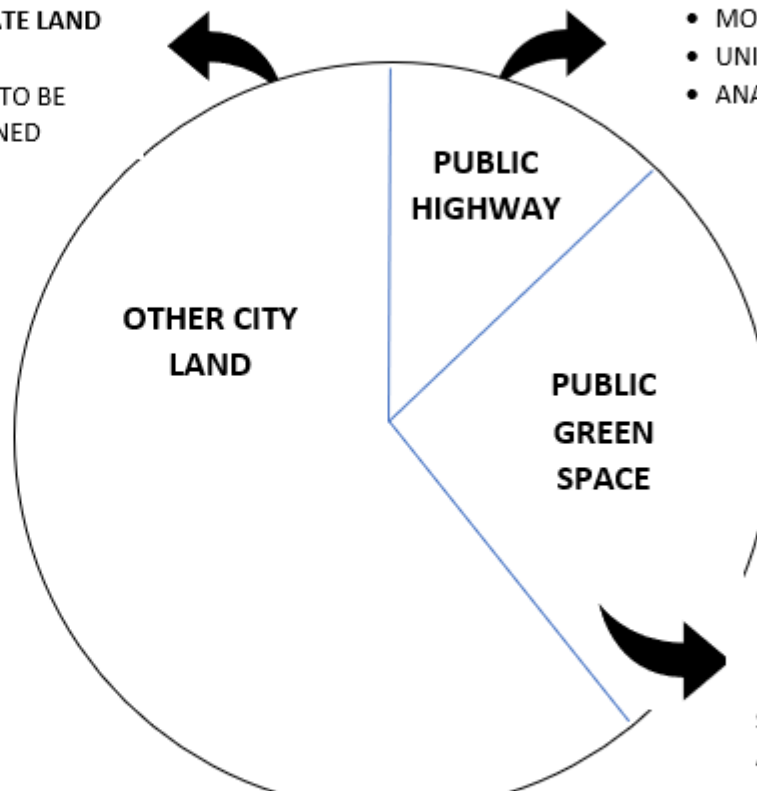 ATE LAND
TO BE
NED
• MO
• UNI
• ANA
PUBLIC
HIGHWAY
OTHER CITY
LAND
PUBLIC
GREEN
SPACE